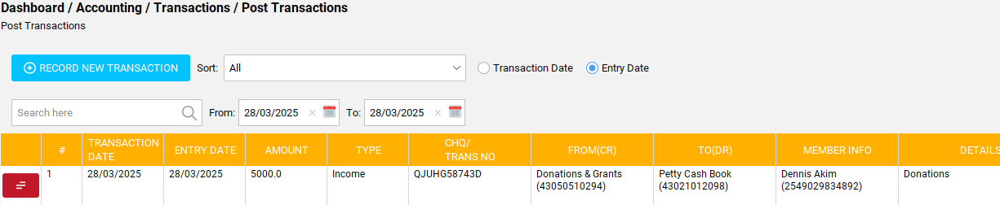 Dashboard / Accounting / Transactions / Post Transactions
Post Transactions
RECORD NEW TRANSACTION Sort: All Transaction Date Entry Date
Search here From: 28/03/2025 To: 28/03/2025
# TRANSACTION DATE ENTRY DATE AMOUNT TYPE CHQ/ TRANS NO FROM(CR) TO(DR) MEMBER INFO DETAILS
1 28/03/2025 28/03/2025 5000.0 Income QJUHG58743D Donations & Grants (43050510294) Petty Cash Book (43021012098) Dennis Akim (2549029834892) Donations